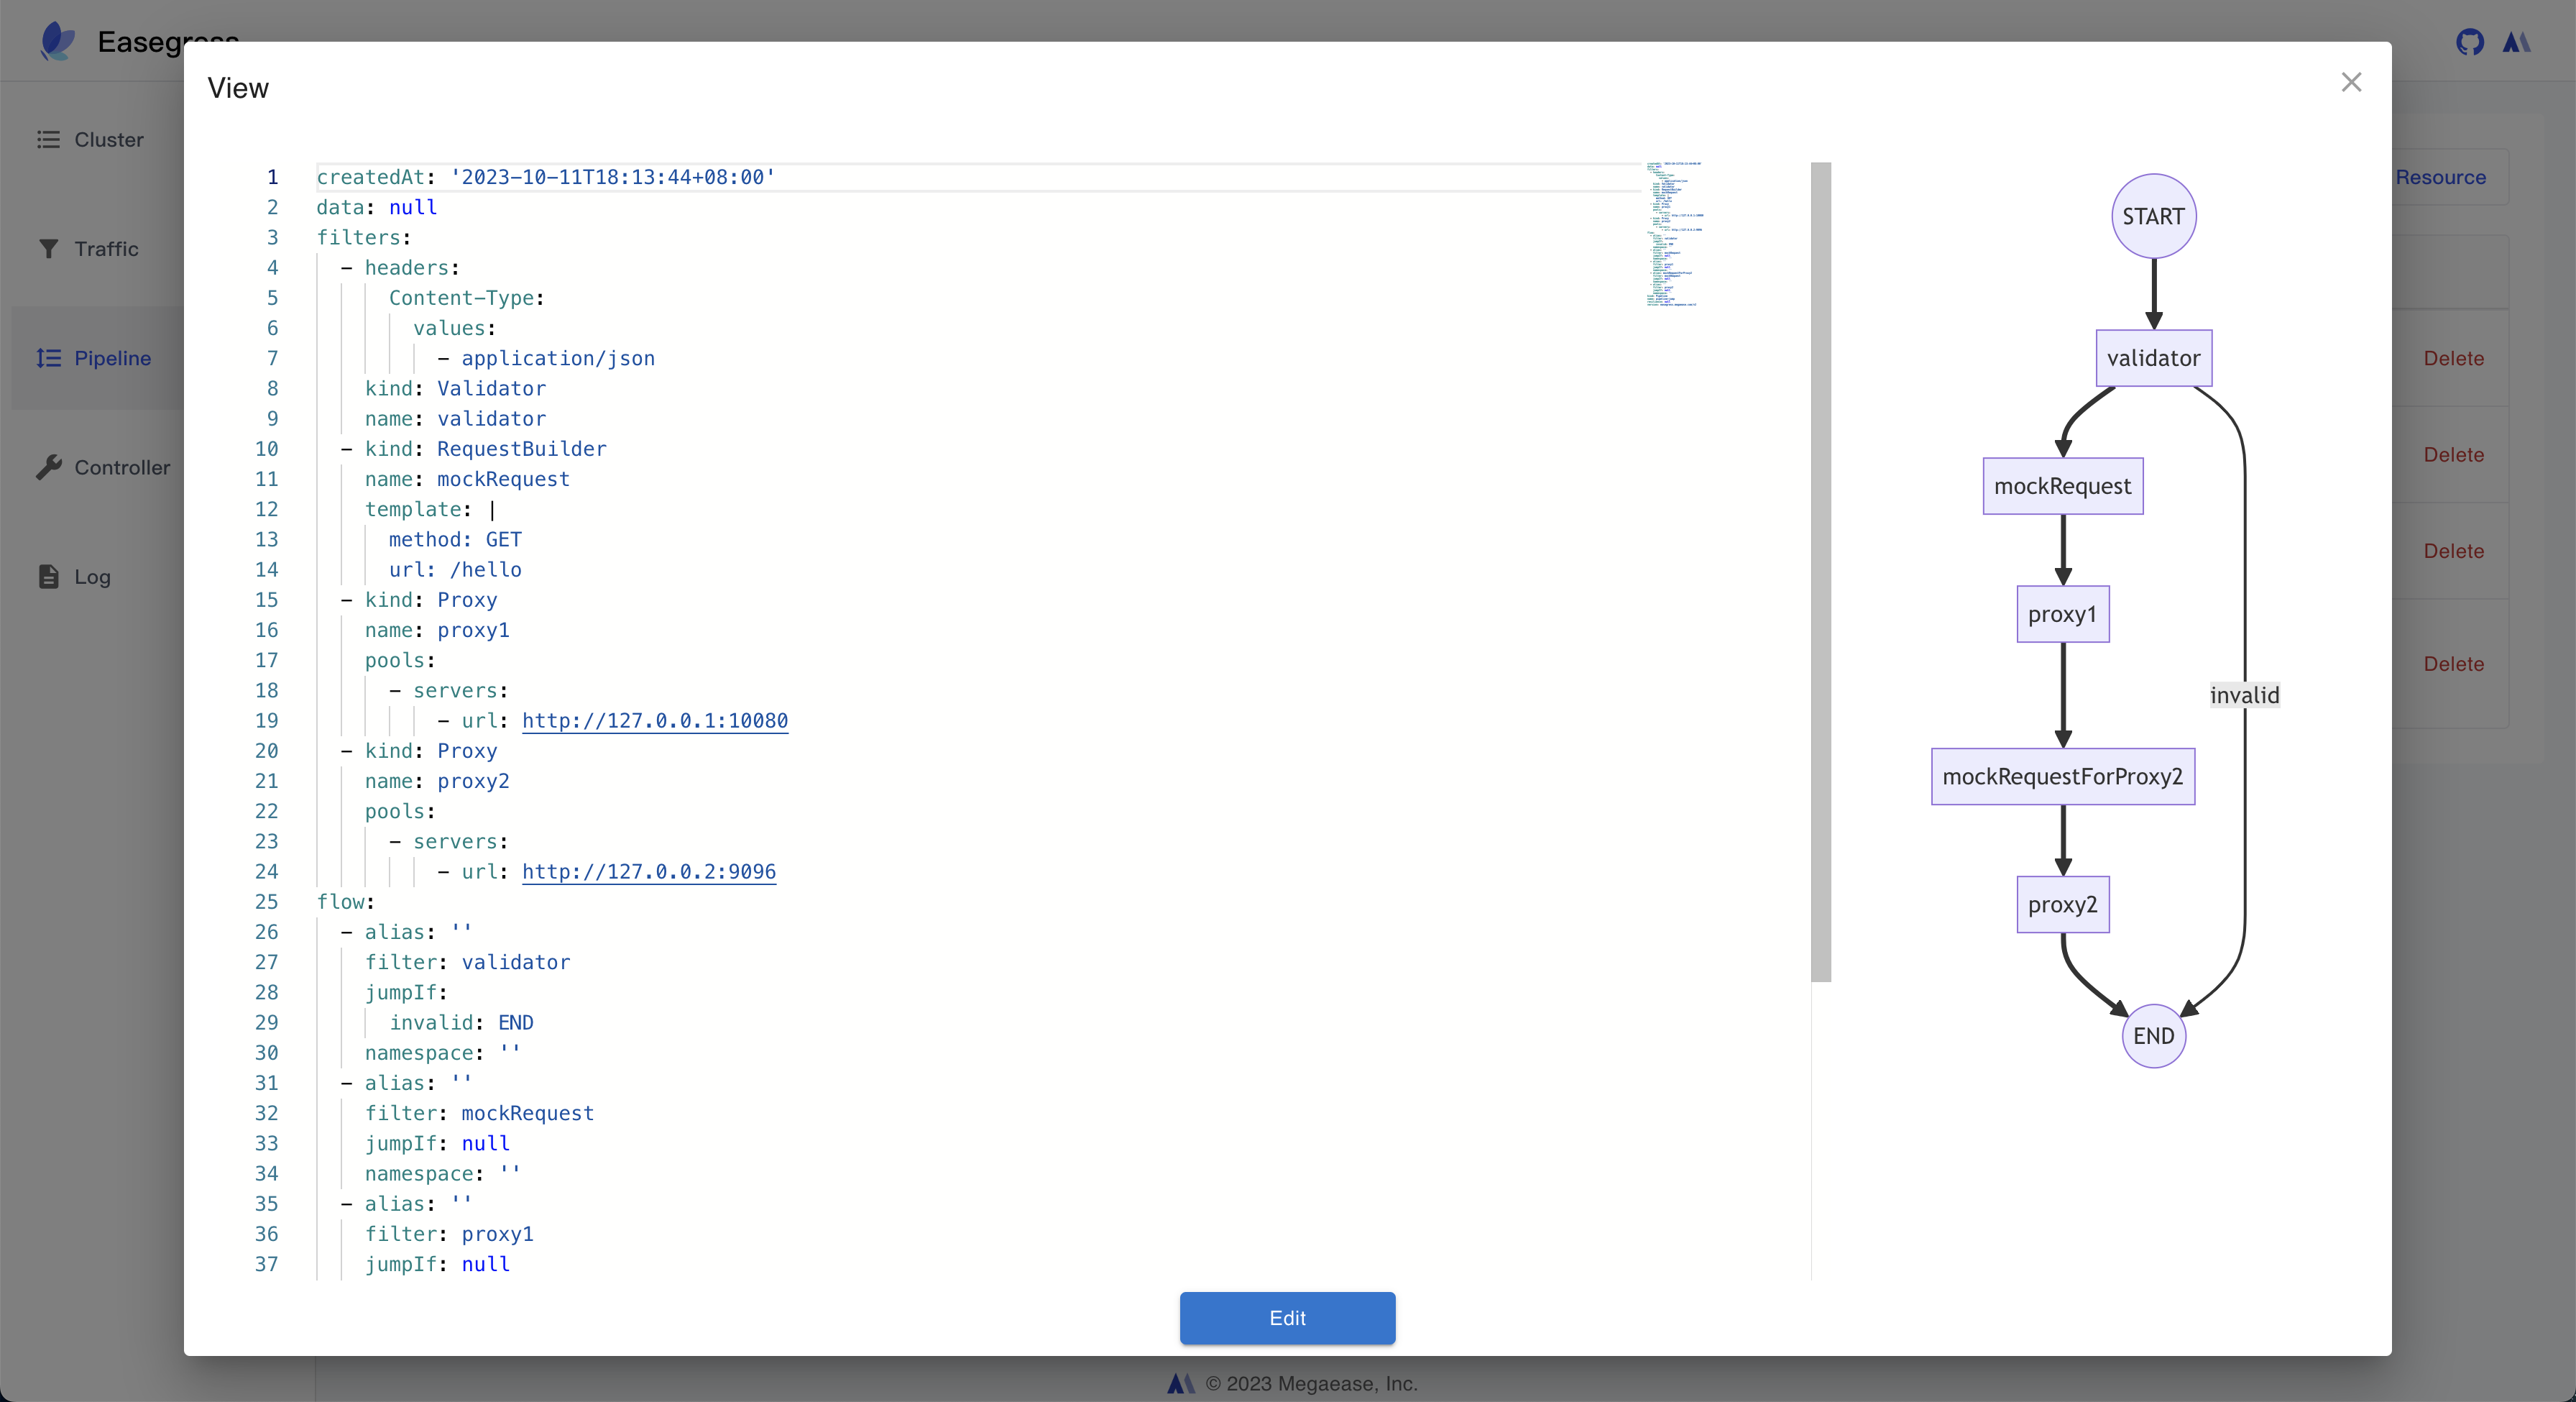 Easegress
Cluster
Traffic
Pipeline
Controller
Log
View
Resource
Delete
Delete
Delete
Delete
1 createdAt: '2023-10-11T18:13:44+08:00'
2 data: null
3 filters:
4 - headers:
5 Content-Type:
6 values:
7 - application/json
8 kind: Validator
9 name: validator
10 - kind: RequestBuilder
11 name: mockRequest
12 template: |
13 method: GET
14 url: /hello
15 - kind: Proxy
16 name: proxy1
17 pools:
18 - servers:
19 - url: http://127.0.0.1:10080
20 - kind: Proxy
21 name: proxy2
22 pools:
23 - servers:
24 - url: http://127.0.0.2:9096
25 flow:
26 - alias: ''
27 filter: validator
28 jumpIf:
29 invalid: END
30 namespace: ''
31 - alias: ''
32 filter: mockRequest
33 jumpIf: null
34 namespace: ''
35 - alias: ''
36 filter: proxy1
37 jumpIf: null
START
validator
mockRequest
proxy1
invalid
mockRequestForProxy2
proxy2
END
Edit
© 2023 Megaease, Inc.